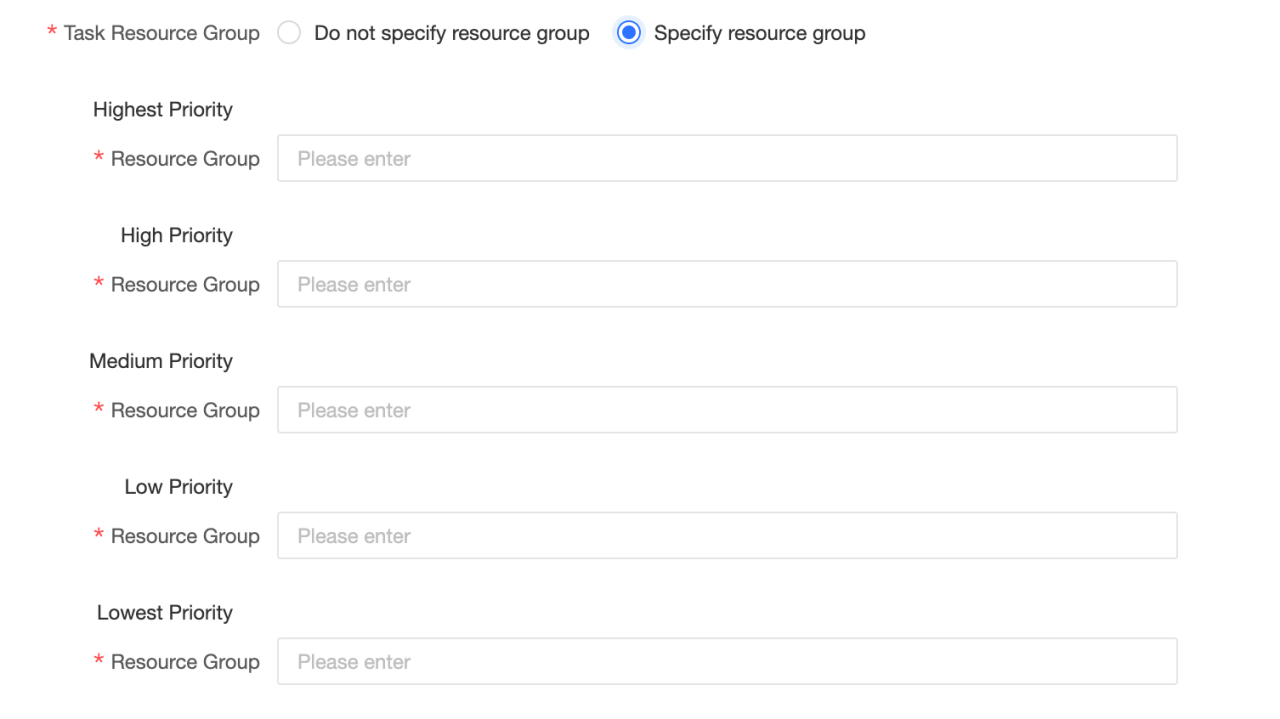 * Task Resource Group Do not specify resource group Specify resource group
Highest Priority
* Resource Group Please enter
High Priority
* Resource Group Please enter
Medium Priority
* Resource Group Please enter
Low Priority
* Resource Group Please enter
Lowest Priority
* Resource Group Please enter